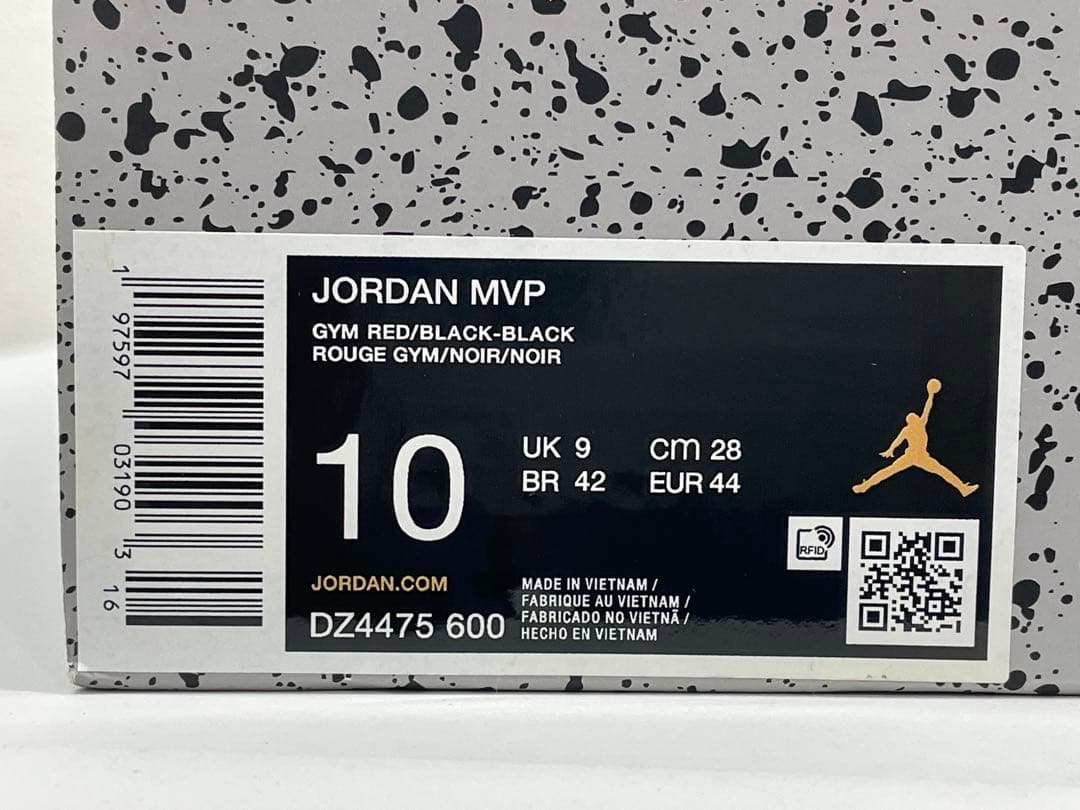 JORDAN MVP
GYM RED/BLACK-BLACK
ROUGE GYM/NOIR/NOIR
10
UK 9 cm 28
BR 42 EUR 44
RFID
JORDAN.COM
DZ4475 600
MADE IN VIETNAM /
FABRIQUE AU VIETNAM /
FABRICADO NO VIETNÃ /
HECHO EN VIETNAM
1 97597 03190 3
16